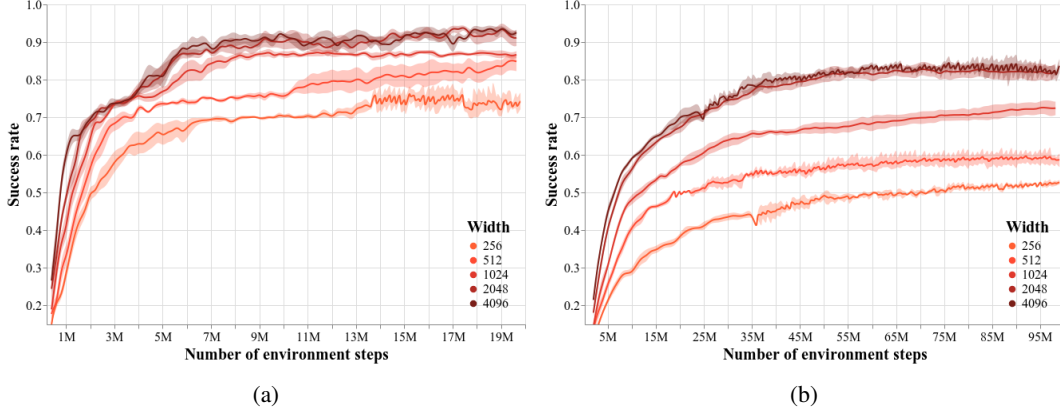 1.0
0.9
0.8
0.7
0.6
0.5
0.4
0.3
0.2
Success rate
1M 3M 5M 7M 9M 11M 13M 15M 17M 19M
Number of environment steps
Width
256
512
1024
2048
4096
(a)
1.0
0.9
0.8
0.7
0.6
0.5
0.4
0.3
0.2
Success rate
5M 15M 25M 35M 45M 55M 65M 75M 85M 95M
Number of environment steps
Width
256
512
1024
2048
4096
(b)